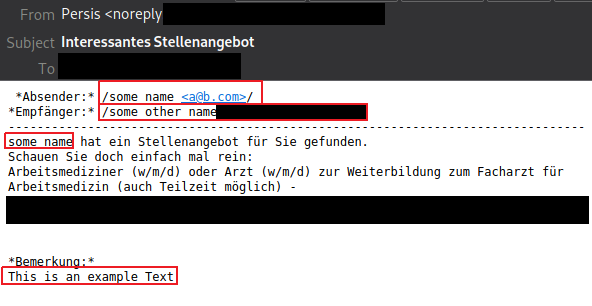 From Persis <noreply
Subject Interessantes Stellenangebot
To
*Absender:* /some name <a@b.com>/
*Empfänger:* /some other name
--------------------------------------------------------------------------------
some name hat ein Stellenangebot für Sie gefunden.
Schauen Sie doch einfach mal rein:
Arbeitsmediziner (w/m/d) oder Arzt (w/m/d) zur Weiterbildung zum Facharzt für
Arbeitsmedizin (auch Teilzeit möglich) -
*Bemerkung:*
This is an example Text